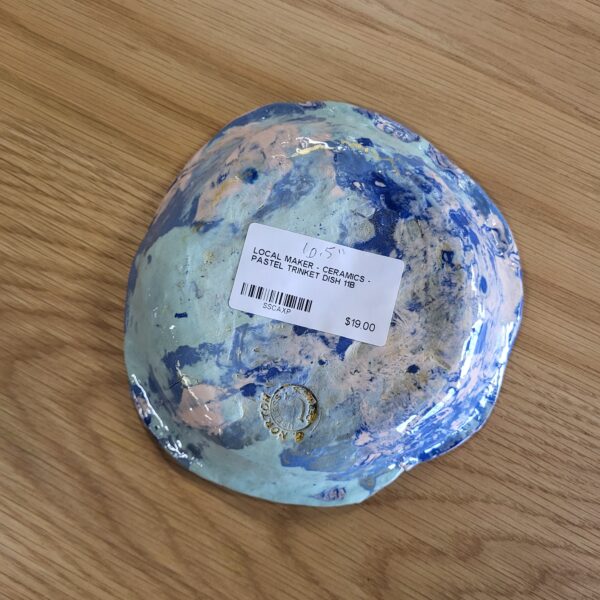 10.5"
LOCAL MAKER - CERAMICS -
PASTEL TRINKET DISH 11B
SSCAXP
$19.00